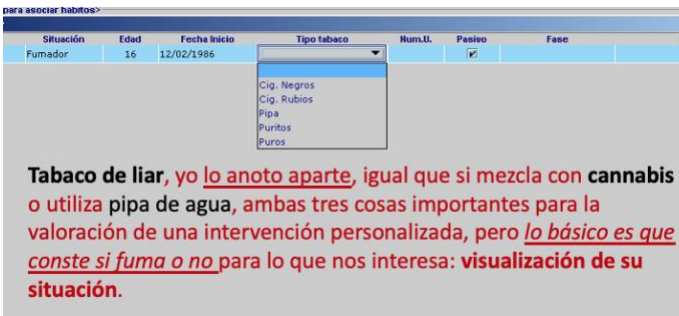 para asociar habitos>
Situación Edad Fecha Inicio Tipo tabaco Num.U. Pasivo Fase
Fumador 16 12/02/1986
Cig. Negros
Cig. Rubios
Pipa
Puritos
Puros
Tabaco de liar, yo lo anoto aparte, igual que si mezcla con cannabis
o utiliza pipa de agua, ambas tres cosas importantes para la
valoración de una intervención personalizada, pero lo básico es que
conste si fuma o no para lo que nos interesa: visualización de su
situación.